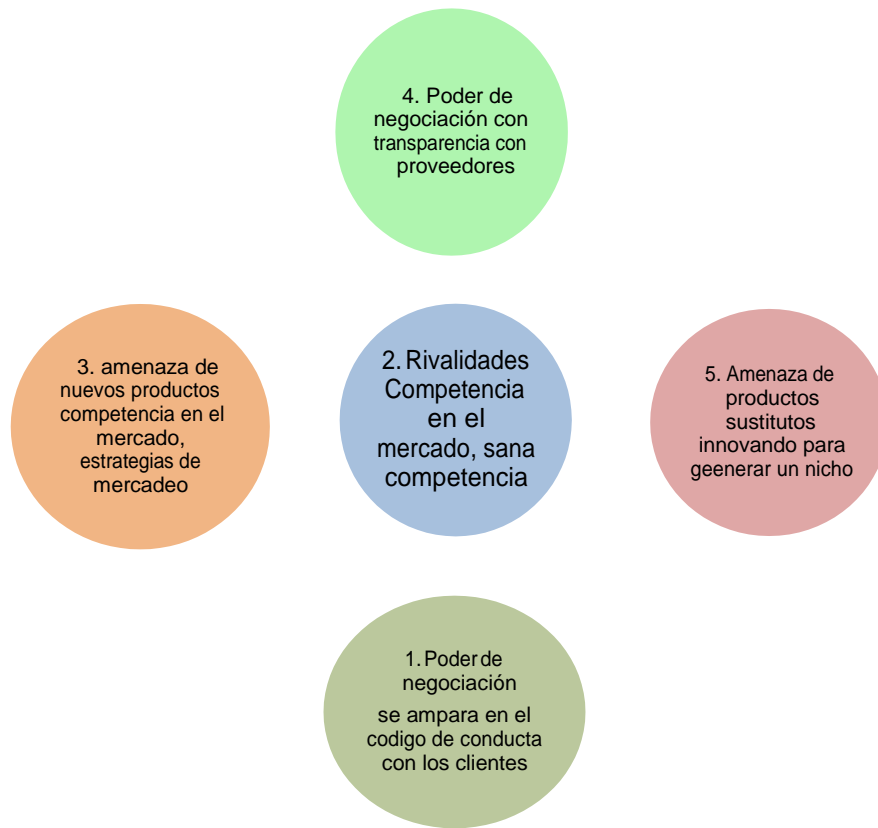 4. Poder de
negociación con
transparencia con
proveedores
3. amenaza de
nuevos productos
competencia en el
mercado,
estrategias de
mercadeo
2. Rivalidades
Competencia
en el
mercado, sana
competencia
5. Amenaza de
productos
sustitutos
innovando para
geenerar un nicho
1. Poder de
negociación
se ampara en el
codigo de conducta
con los clientes